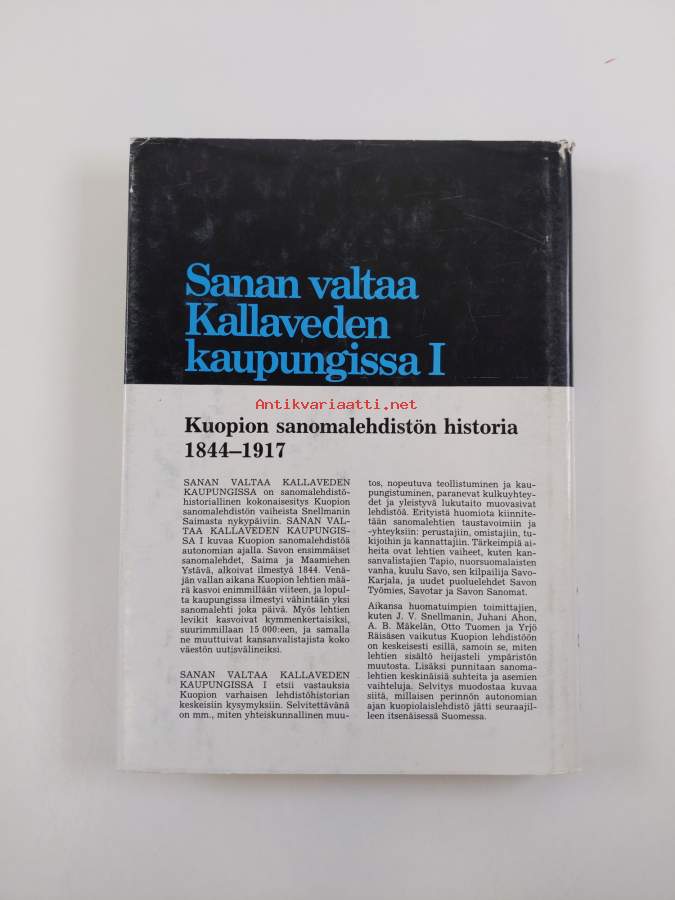 Sanan valtaa
Kallaveden
kaupungissa I
Antikvariaatti.net
Kuopion sanomalehdistön historia
1844–1917
SANAN VALTAA KALLAVEDEN
KAUPUNGISSA on sanomalehdistö-
historiallinen kokonaisesitys Kuopion
sanomalehdistön vaiheista Snellmanin
Saimasta nykypäiviin. SANAN VAL-
TAA KALLAVEDEN KAUPUNGIS-
SA I kuvaa Kuopion sanomalehdistöä
autonomian ajalla. Savon ensimmäiset
sanomalehdet, Saima ja Maamiehen
Ystävä, alkoivat ilmestyä 1844. Venä-
jän vallan aikana Kuopion lehtien mää-
rä kasvoi enimmillään viiteen, ja lopul-
ta kaupungissa ilmestyi vähintään yksi
sanomalehti joka päivä. Myös lehtien
levikit kasvoivat kymmenkertaisiksi,
suurimmillaan 15 000:een, ja samalla
ne muuttuivat kansanvalistajista koko
väestön uutisvälineiksi.
SANAN VALTAA KALLAVEDEN
KAUPUNGISSA I etsii vastauksia
Kuopion varhaisen lehdistöhistorian
keskeisiin kysymyksiin. Selvitettävänä
on mm., miten yhteiskunnallinen muu-
tos, nopeutuva teollistuminen ja kau-
pungistuminen, paranevat kulkuyhtey-
det ja yleistyvä lukutaito muovasivat
lehdistöä. Erityistä huomiota kiinnite-
tään sanomalehtien taustavoimiin ja
-yhteyksiin: perustajiin, omistajiin, tu-
kijoihin ja kannattajiin. Tärkeimpiä ai-
heita ovat lehtien vaiheet, kuten kan-
sanvalistajien Tapio, nuorsuomalaisten
vanha, kuulu Savo, sen kilpailija Savo-
Karjala, ja uudet puoluelehdet Savon
Työmies, Savotar ja Savon Sanomat.
Aikansa huomatuimpien toimittajien,
kuten J. V. Snellmanin, Juhani Ahon,
A. B. Mäkelän, Otto Tuomen ja Yrjö
Räisäsen vaikutus Kuopion lehdistöön
on keskeisesti esillä, samoin se, miten
lehtien sisältö heijasteli ympäristön
muutosta. Lisäksi punnitaan sanoma-
lehtien keskinäisiä suhteita ja asemien
vaihteluja. Selvitys muodostaa kuvaa
siitä, millaisen perinnön autonomian
ajan kuopiolaislehdistö jätti seuraajil-
leen itsenäisessä Suomessa.